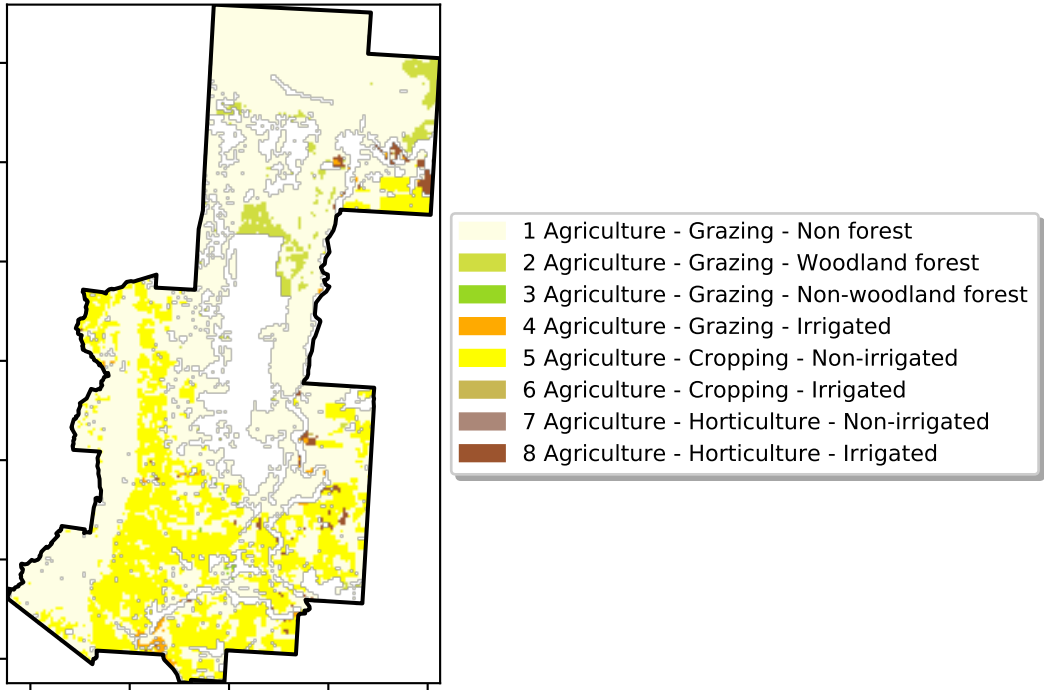 1 Agriculture - Grazing - Non forest
2 Agriculture - Grazing - Woodland forest
3 Agriculture - Grazing - Non-woodland forest
4 Agriculture - Grazing - Irrigated
5 Agriculture - Cropping - Non-irrigated
6 Agriculture - Cropping - Irrigated
7 Agriculture - Horticulture - Non-irrigated
8 Agriculture - Horticulture - Irrigated